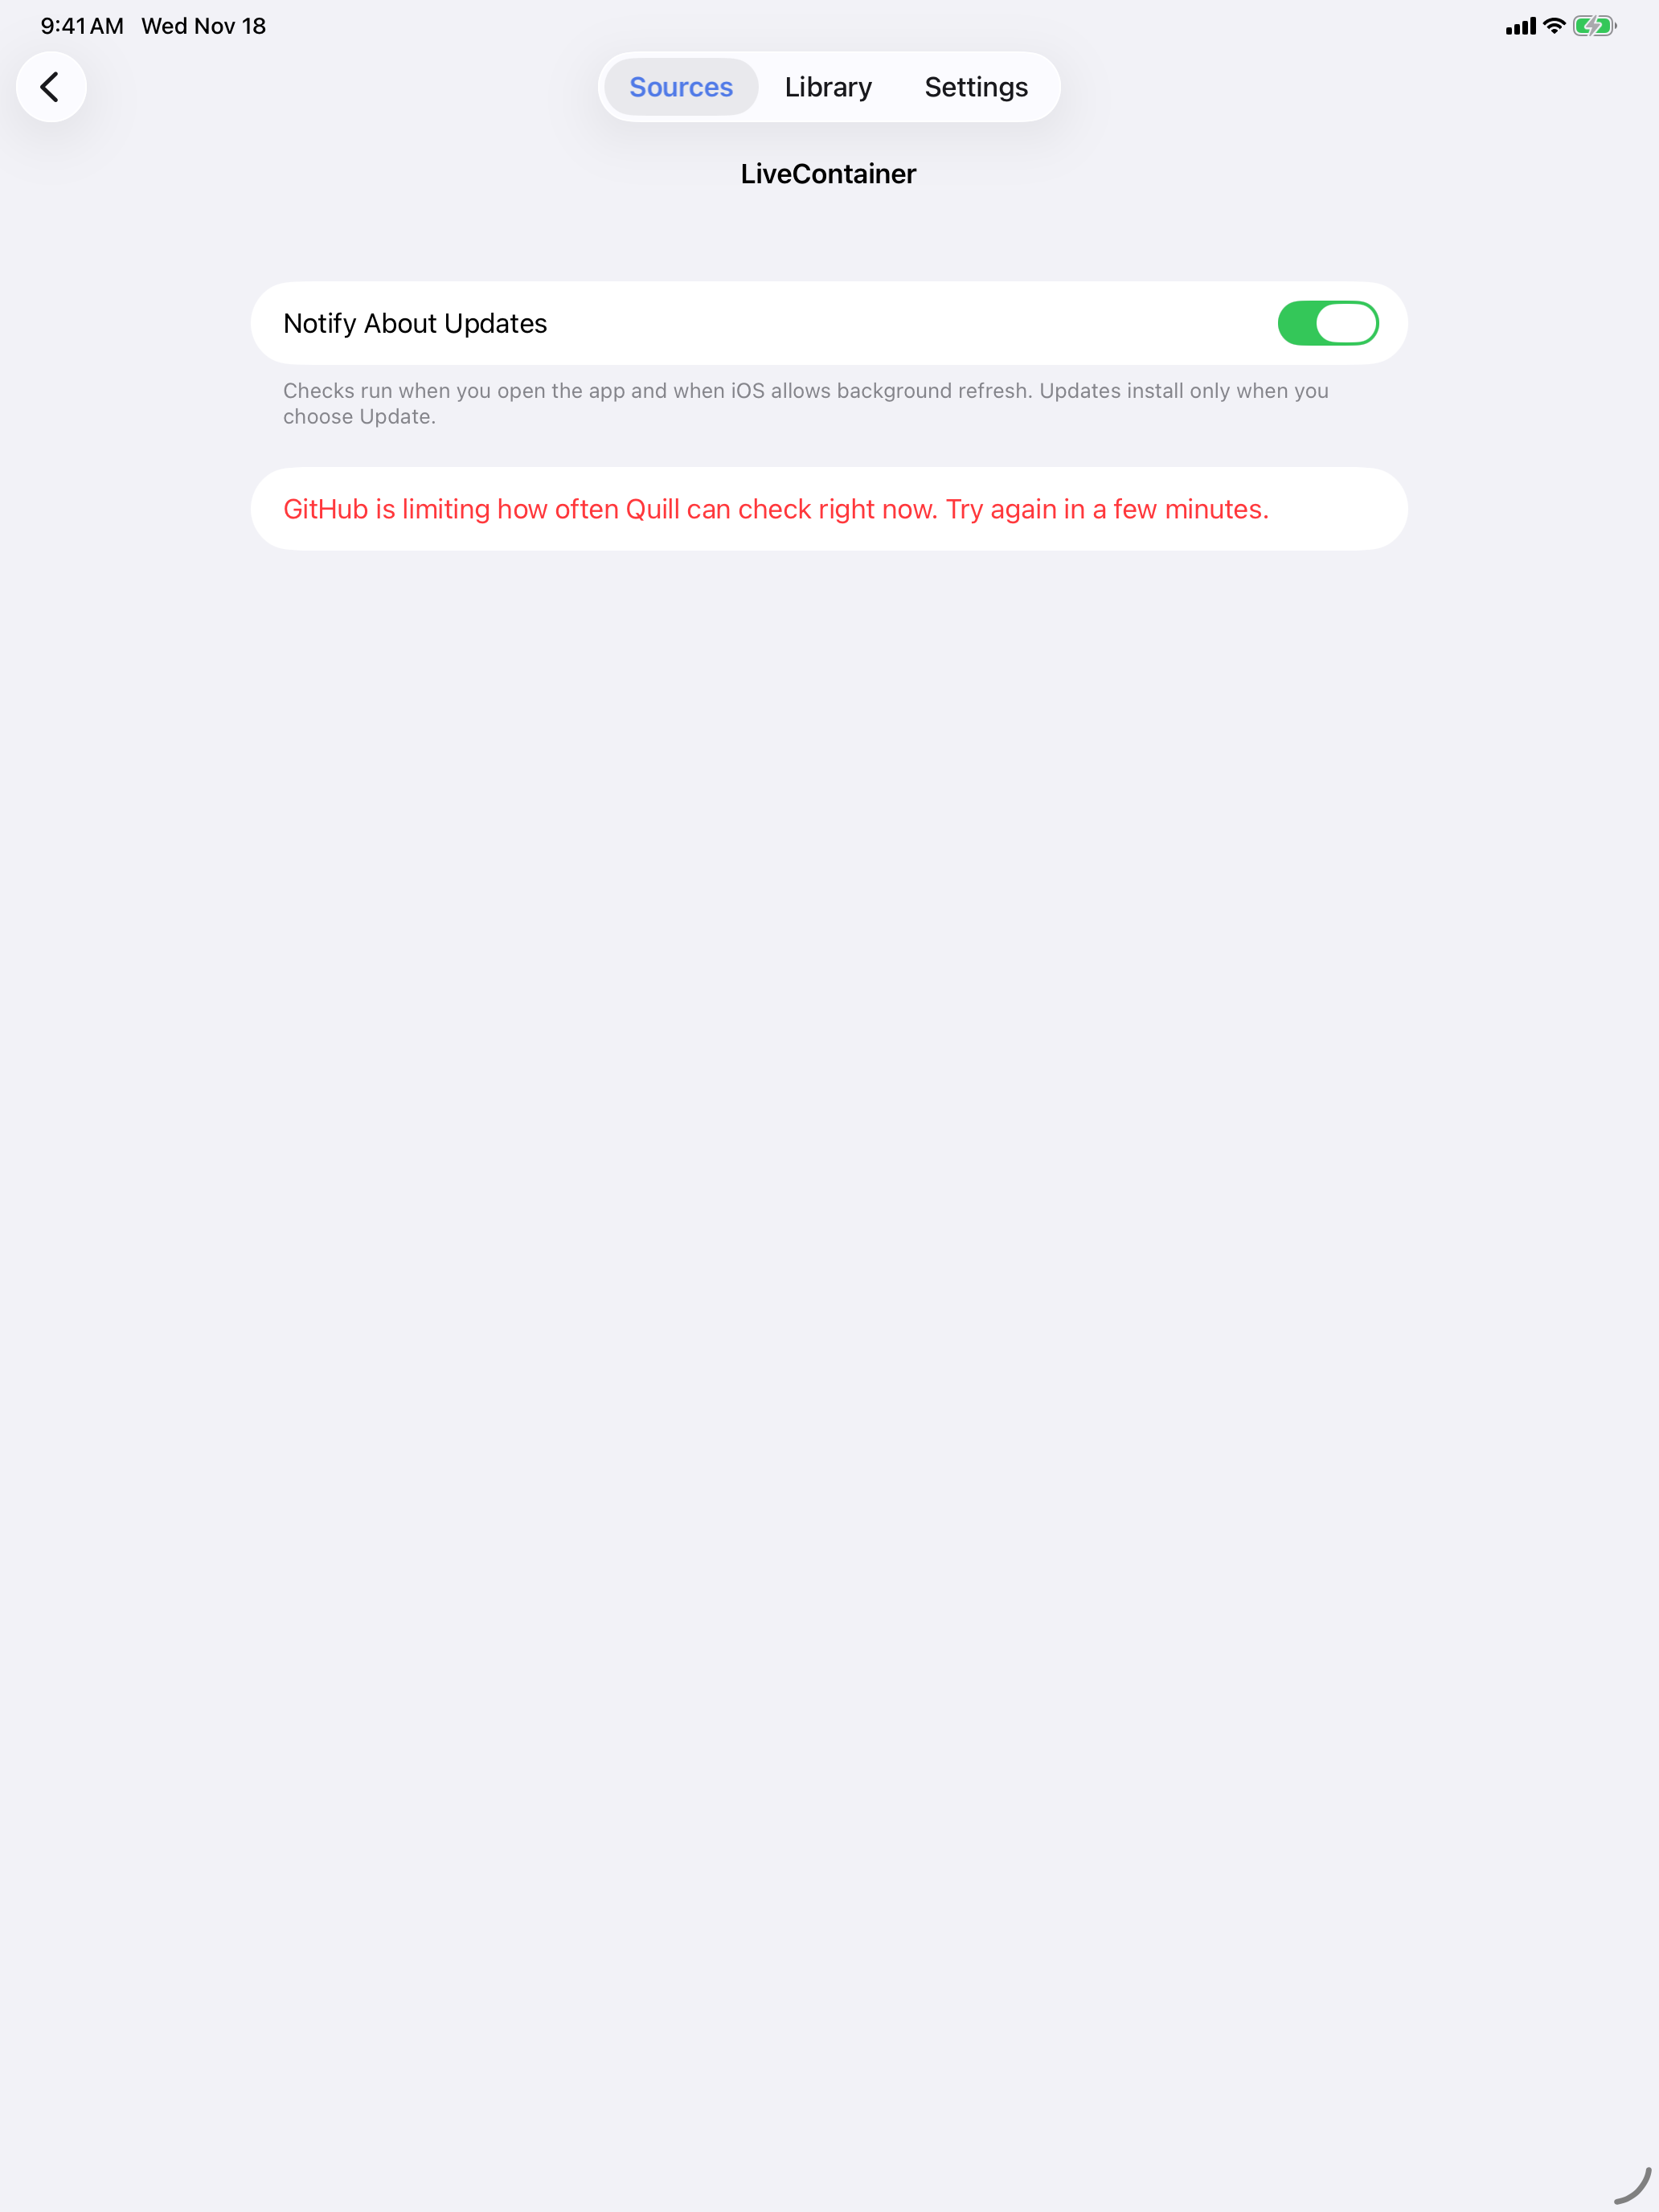 9:41 AM Wed Nov 18
Sources Library Settings
LiveContainer
Notify About Updates
Checks run when you open the app and when iOS allows background refresh. Updates install only when you
choose Update.
GitHub is limiting how often Quill can check right now. Try again in a few minutes.